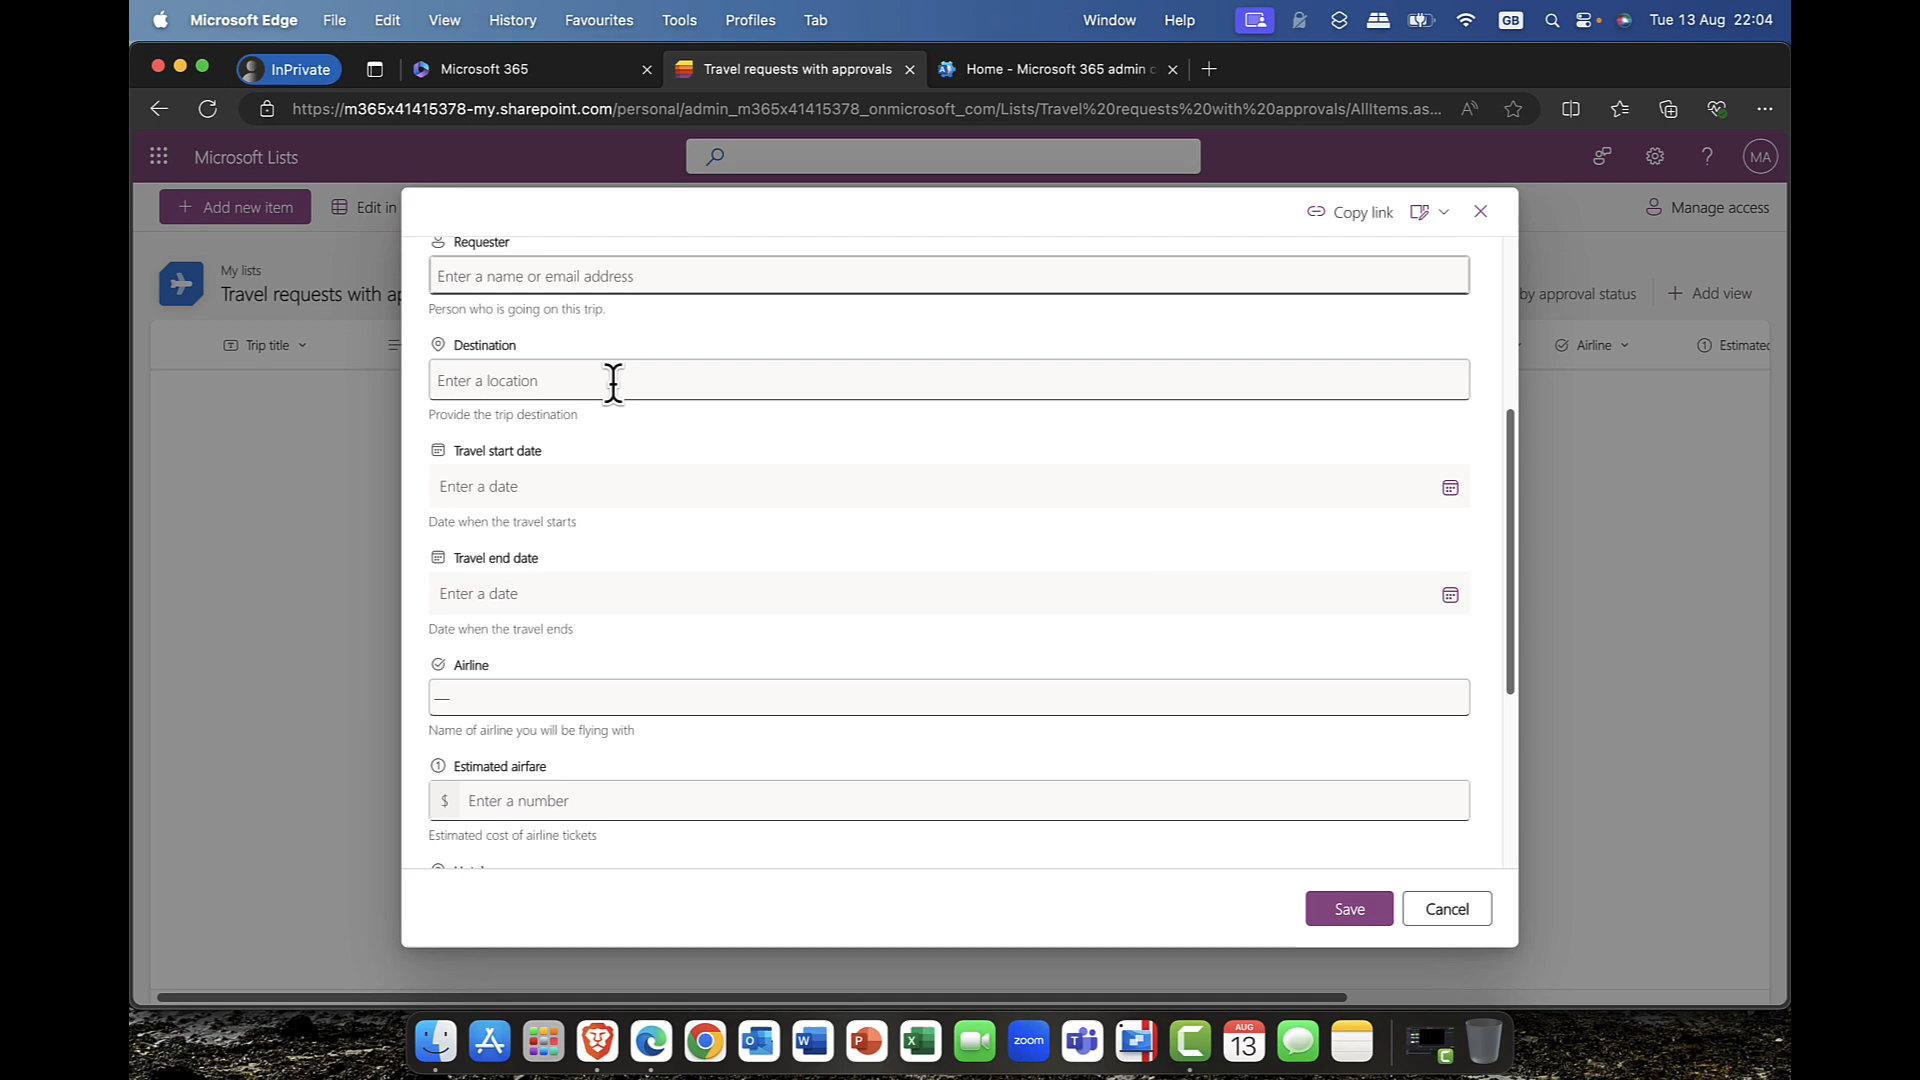 Microsoft Edge File Edit View History Favourites Tools Profiles Tab Window Help GB Tue 13 Aug 22:04
InPrivate Microsoft 365 Travel requests with approvals Home - Microsoft 365 admin c
https://m365x41415378-my.sharepoint.com/personal/admin_m365x41415378_onmicrosoft_com/Lists/Travel%20requests%20with%20approvals/AllItems.as...
Microsoft Lists MA
Add new item Edit in Manage access
Copy link
My lists
Travel requests with ap by approval status Add view
Trip title Airline Estimated
Requester
Enter a name or email address
Person who is going on this trip.
Destination
Enter a location
Provide the trip destination
Travel start date
Enter a date
Date when the travel starts
Travel end date
Enter a date
Date when the travel ends
Airline
—
Name of airline you will be flying with
Estimated airfare
$ Enter a number
Estimated cost of airline tickets
Save Cancel
zoom AUG
13